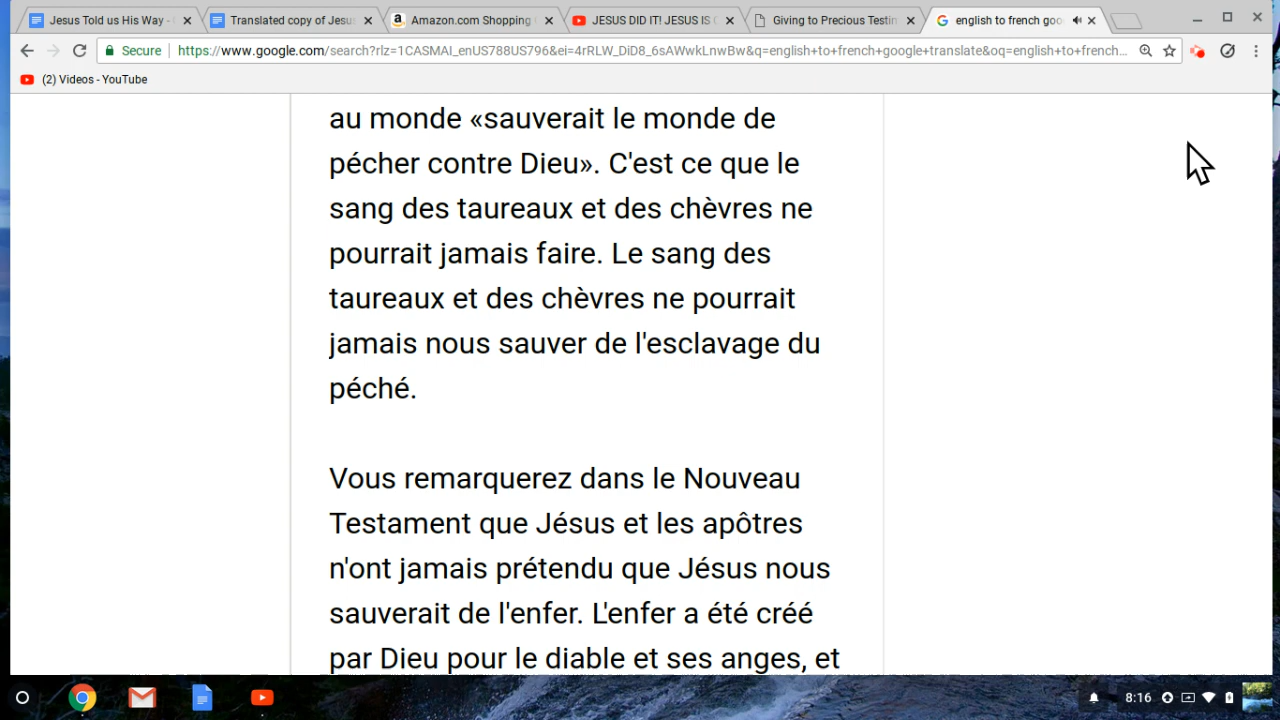 Jesus Told us His Way -
Translated copy of Jesu
Amazon.com Shopping
JESUS DID IT! JESUS IS
Giving to Precious Testin
english to french goo
Secure
https://www.google.com/search?rlz=1CASMAI_enUS788US796&ei=4rRLW_DiD8_6sAWwkLnwBw&q=english+to+french+google+translate&oq=english+to+french...
(2) Videos - YouTube
au monde «sauverait le monde de
pécher contre Dieu». C'est ce que le
sang des taureaux et des chèvres ne
pourrait jamais faire. Le sang des
taureaux et des chèvres ne pourrait
jamais nous sauver de l'esclavage du
péché.
Vous remarquerez dans le Nouveau
Testament que Jésus et les apôtres
n'ont jamais prétendu que Jésus nous
sauverait de l'enfer. L'enfer a été créé
par Dieu pour le diable et ses anges, et
8:16